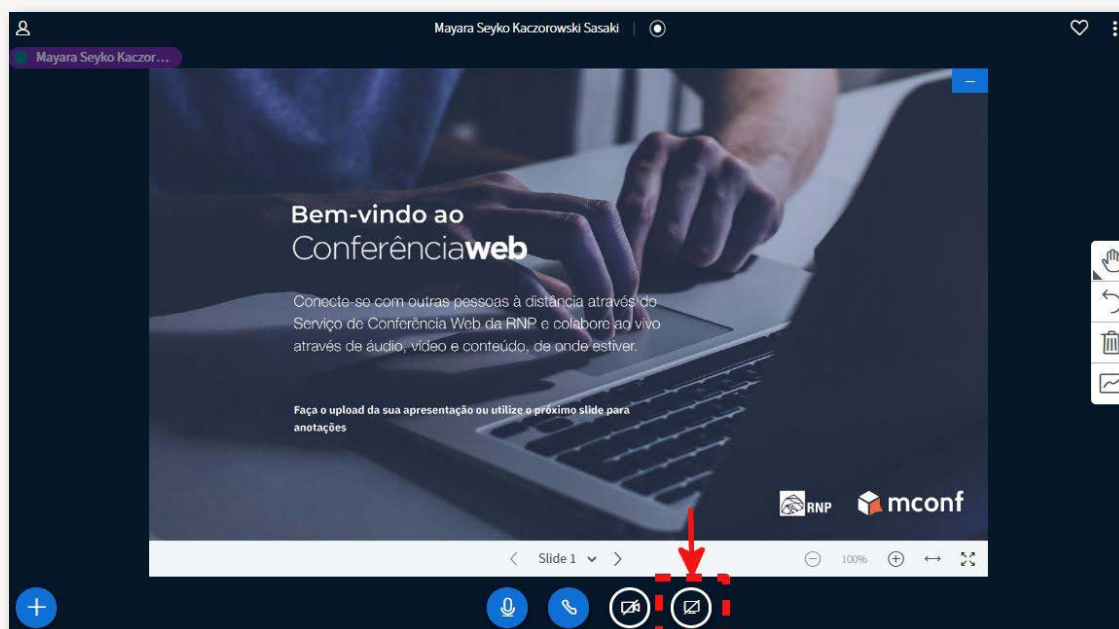 Mayara Seyko Kaczorowski Sasaki
Mayara Seyko Kaczor...
Bem-vindo ao
Conferênciaweb
Conecte-se com outras pessoas à distância através do
Serviço de Conferência Web da RNP e colabore ao vivo
através de áudio, vídeo e conteúdo, de onde estiver.
Faça o upload da sua apresentação ou utilize o próximo slide para
anotações
RNP
mconf
Slide 1
100%